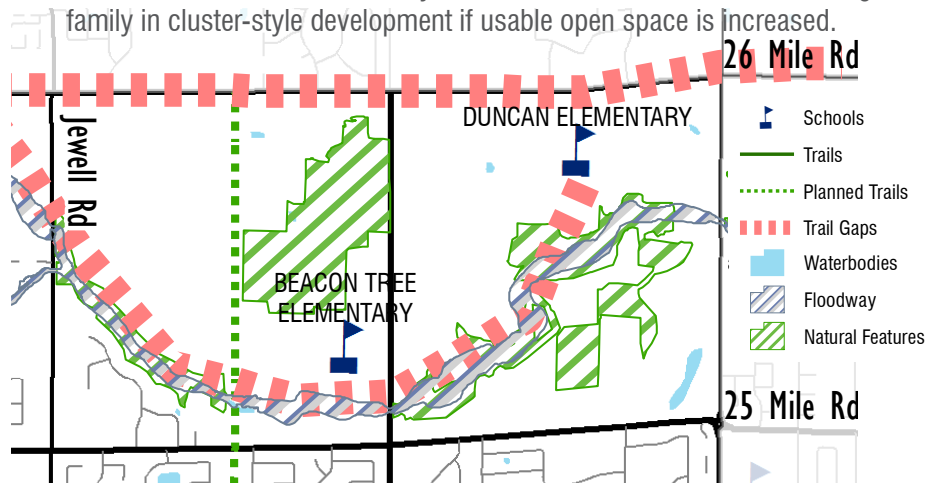 family in cluster-style development if usable open space is increased.
26 Mile Rd
DUNCAN ELEMENTARY
Jewell Rd
BEACON TREE
ELEMENTARY
25 Mile Rd
Schools
Trails
Planned Trails
Trail Gaps
Waterbodies
Floodway
Natural Features